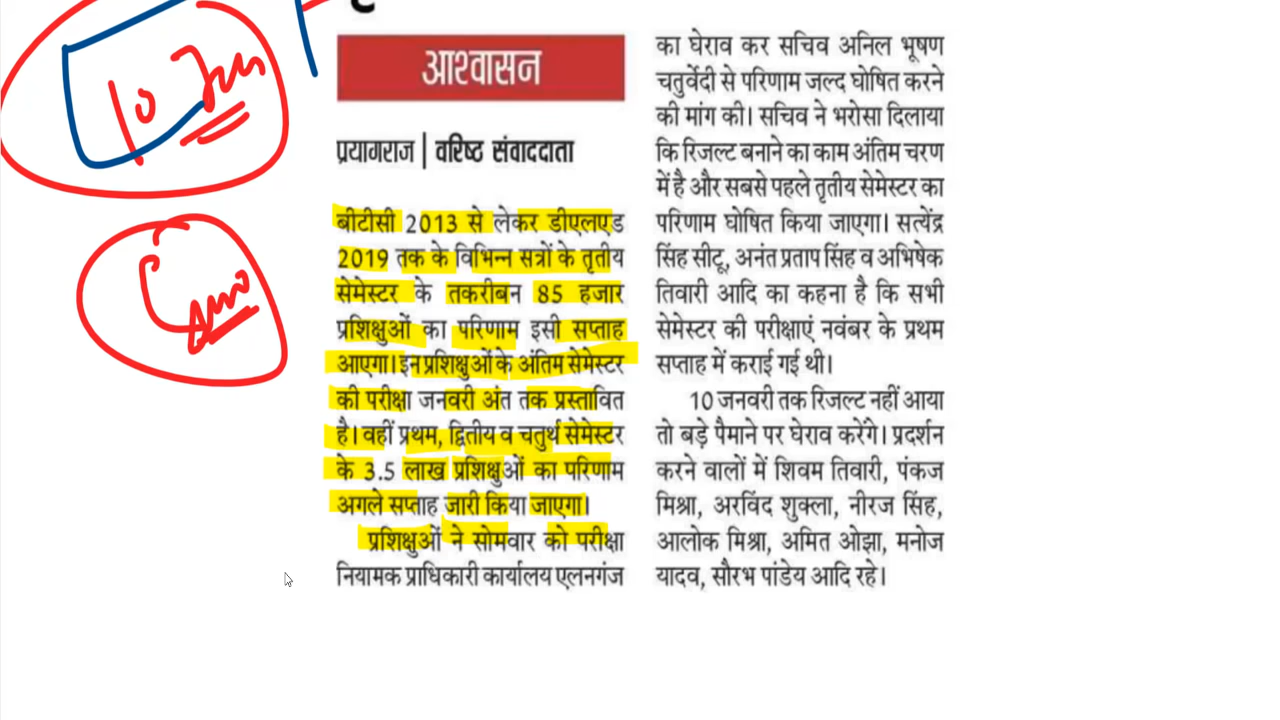 10 Jan
आश्वासन
प्रयागराज | वरिष्ठ संवाददाता
बीटीसी 2013 से लेकर डीएलएड
2019 तक के विभिन्न सत्रों के तृतीय
सेमेस्टर के तकरीबन 85 हजार
प्रशिक्षुओं का परिणाम इसी सप्ताह
आएगा। इन प्रशिक्षुओं के अंतिम सेमेस्टर
की परीक्षा जनवरी अंत तक प्रस्तावित
है। वहीं प्रथम, द्वितीय व चतुर्थ सेमेस्टर
के 3.5 लाख प्रशिक्षुओं का परिणाम
अगले सप्ताह जारी किया जाएगा।
प्रशिक्षुओं ने सोमवार को परीक्षा
नियामक प्राधिकारी कार्यालय एलनगंज
का घेराव कर सचिव अनिल भूषण
चतुर्वेदी से परिणाम जल्द घोषित करने
की मांग की। सचिव ने भरोसा दिलाया
कि रिजल्ट बनाने का काम अंतिम चरण
में है और सबसे पहले तृतीय सेमेस्टर का
परिणाम घोषित किया जाएगा। सत्येंद्र
सिंह सीटू, अनंत प्रताप सिंह व अभिषेक
तिवारी आदि का कहना है कि सभी
सेमेस्टर की परीक्षाएं नवंबर के प्रथम
सप्ताह में कराई गई थी।
10 जनवरी तक रिजल्ट नहीं आया
तो बड़े पैमाने पर घेराव करेंगे। प्रदर्शन
करने वालों में शिवम तिवारी, पंकज
मिश्रा, अरविंद शुक्ला, नीरज सिंह,
आलोक मिश्रा, अमित ओझा, मनोज
यादव, सौरभ पांडेय आदि रहे।